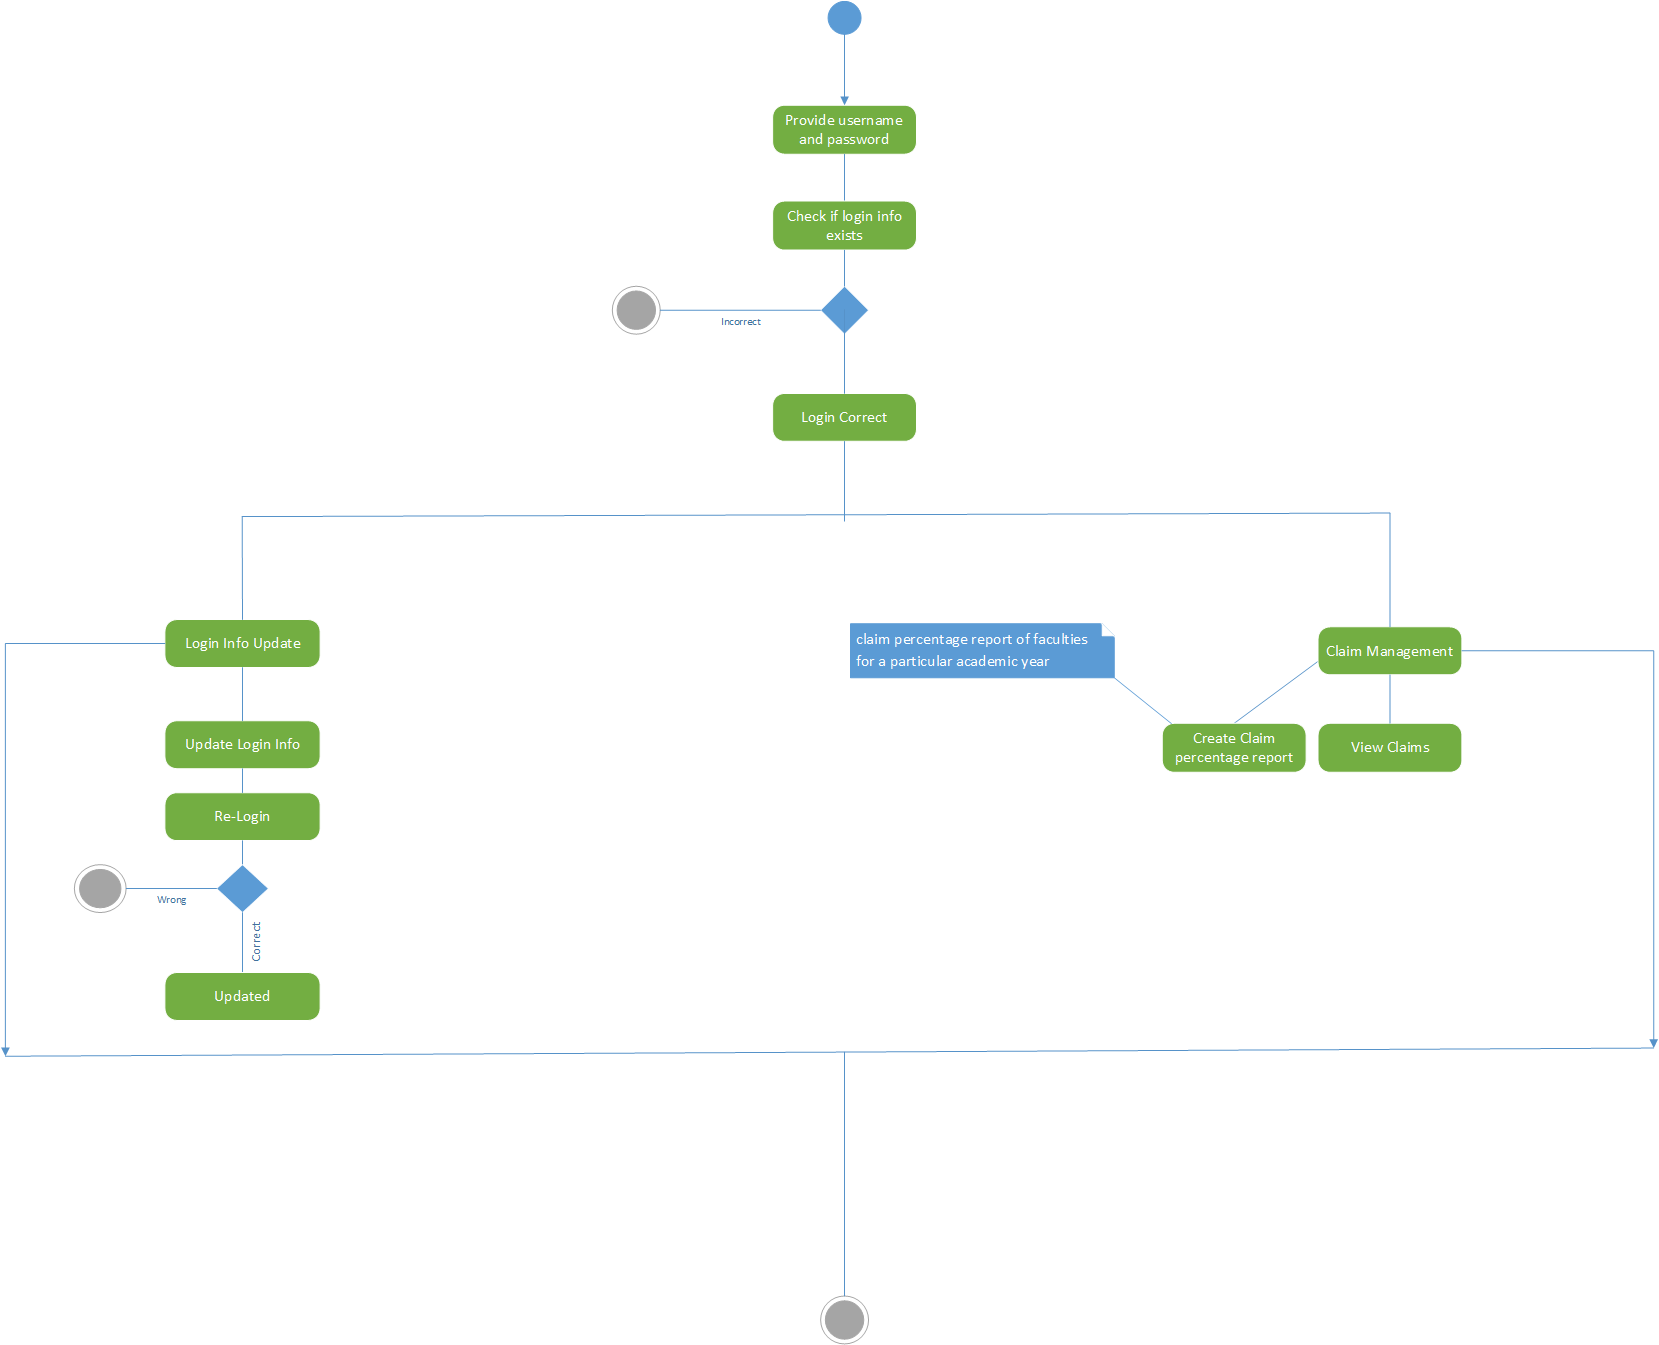 Provide username
and password
Check if login info
exists
Incorrect
Login Correct
Login Info Update
claim percentage report of faculties
for a particular academic year
Claim Management
Update Login Info
Create Claim
percentage report
View Claims
Re-Login
Wrong
Correct
Updated